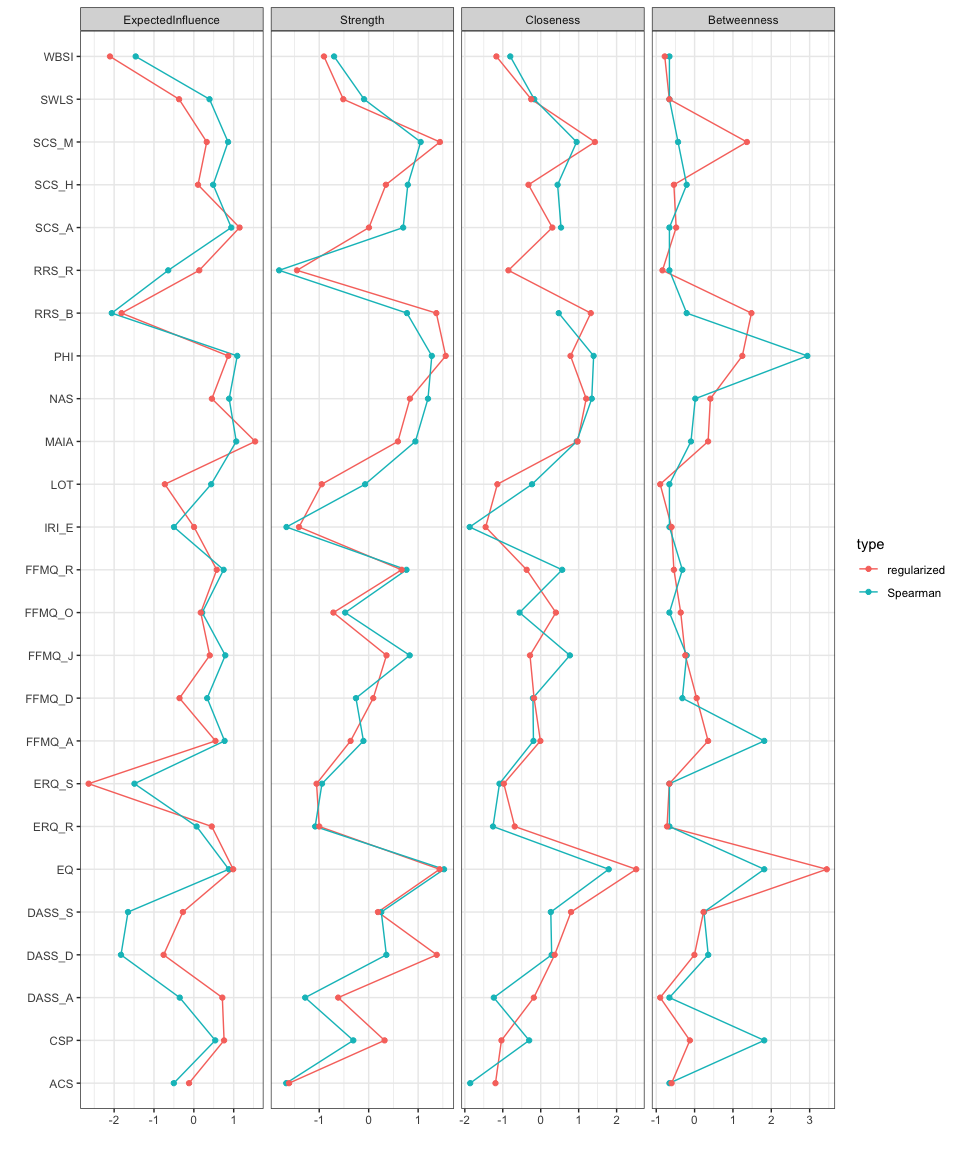 ExpectedInfluence Strength Closeness Betweenness
WBSI
SWLS
SCS_M
SCS_H
SCS_A
RRS_R
RRS_B
PHI
NAS
MAIA
LOT
IRI_E
FFMQ_R
FFMQ_O
FFMQ_J
FFMQ_D
FFMQ_A
ERQ_S
ERQ_R
EQ
DASS_S
DASS_D
DASS_A
CSP
ACS
-2 -1 0 1 -1 0 1 -2 -1 0 1 2 -1 0 1 2 3
type
regularized
Spearman